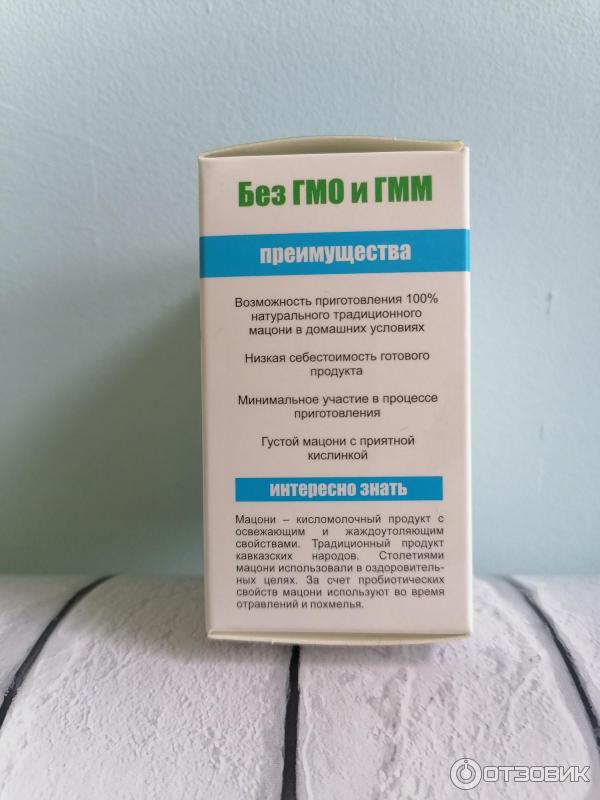 Без ГМО и ГММ
преимущества
Возможность приготовления 100%
натурального традиционного
мацони в домашних условиях
Низкая себестоимость готового
продукта
Минимальное участие в процессе
приготовления
Густой мацони с приятной
кислинкой
интересно знать
Мацони – кисломолочный продукт с
освежающим и жаждоутоляющим
свойствами. Традиционный продукт
кавказских народов. Столетиями
мацони использовали в оздоровитель-
ных целях. За счет пробиотических
свойств мацони используют во время
отравлений и похмелья.
ОТЗОВИК